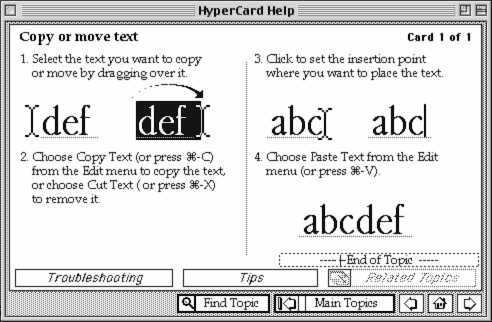 HyperCard Help
Copy or move text
Card 1 of 1
1. Select the text you want to copy
or move by dragging over it.
def
def
2. Choose Copy Text (or press ⌘-C)
from the Edit menu to copy the text,
or choose Cut Text ( or press ⌘-X)
to remove it.
3. Click to set the insertion point
where you want to place the text.
abc
abc
4. Choose Paste Text from the Edit
menu (or press ⌘-V).
abcdef
---- End of Topic -----
Troubleshooting
Tips
Related Topics
Find Topic
Main Topics